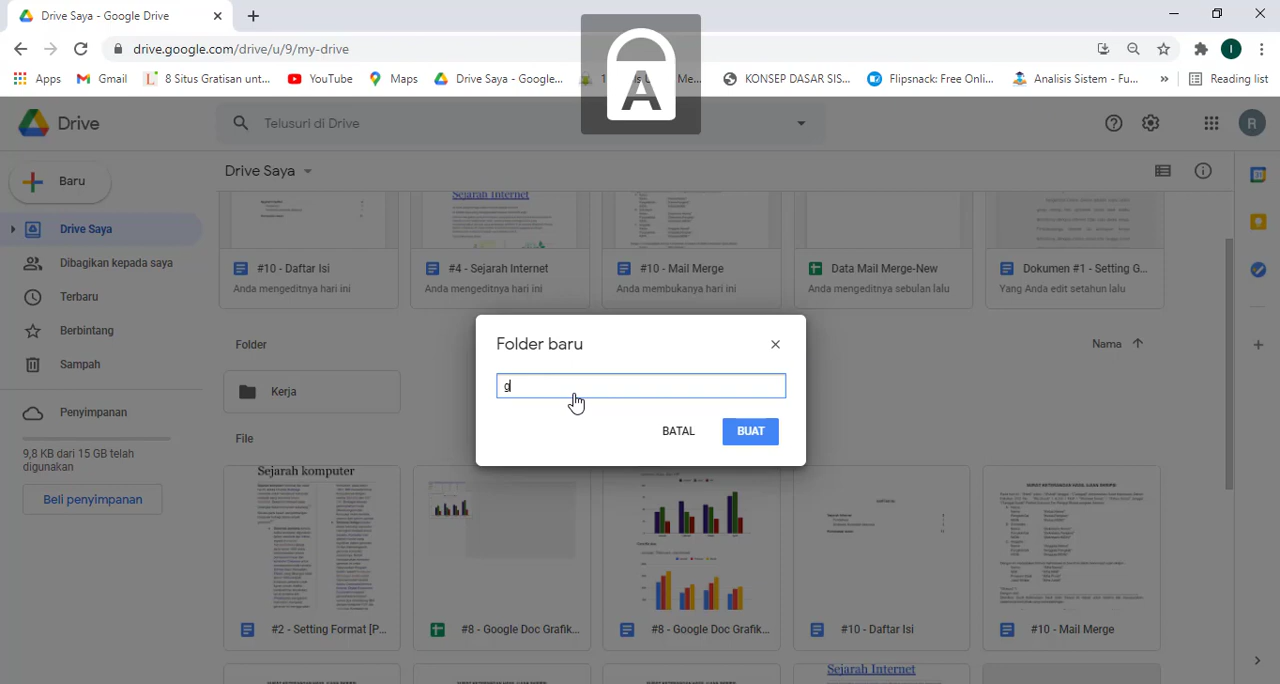 Drive Saya - Google Drive
drive.google.com/drive/u/9/my-drive
Apps
Gmail
8 Situs Gratisan unt...
YouTube
Maps
Drive Saya - Google...
Me...
KONSEP DASAR SIS...
Flipsnack: Free Onli...
Analisis Sistem - Fu...
»
Reading list
A
I
Drive
Telusuri di Drive
R
Baru
Drive Saya
Drive Saya
Dibagikan kepada saya
Terbaru
Berbintang
Sampah
Penyimpanan
9,8 KB dari 15 GB telah
digunakan
Beli penyimpanan
Sejarah Internet
#10 - Daftar Isi
Anda mengeditnya hari ini
#4 - Sejarah Internet
Anda mengeditnya hari ini
#10 - Mail Merge
Anda membukanya hari ini
Data Mail Merge-New
Anda mengeditnya sebulan lalu
Dokumen #1 - Setting G...
Yang Anda edit setahun lalu
Folder
Nama
Kerja
Folder baru
g
BATAL
BUAT
File
Sejarah komputer
#2 - Setting Format [P...
#8 - Google Doc Grafik...
#8 - Google Doc Grafik...
#10 - Daftar Isi
#10 - Mail Merge
Sejarah Internet